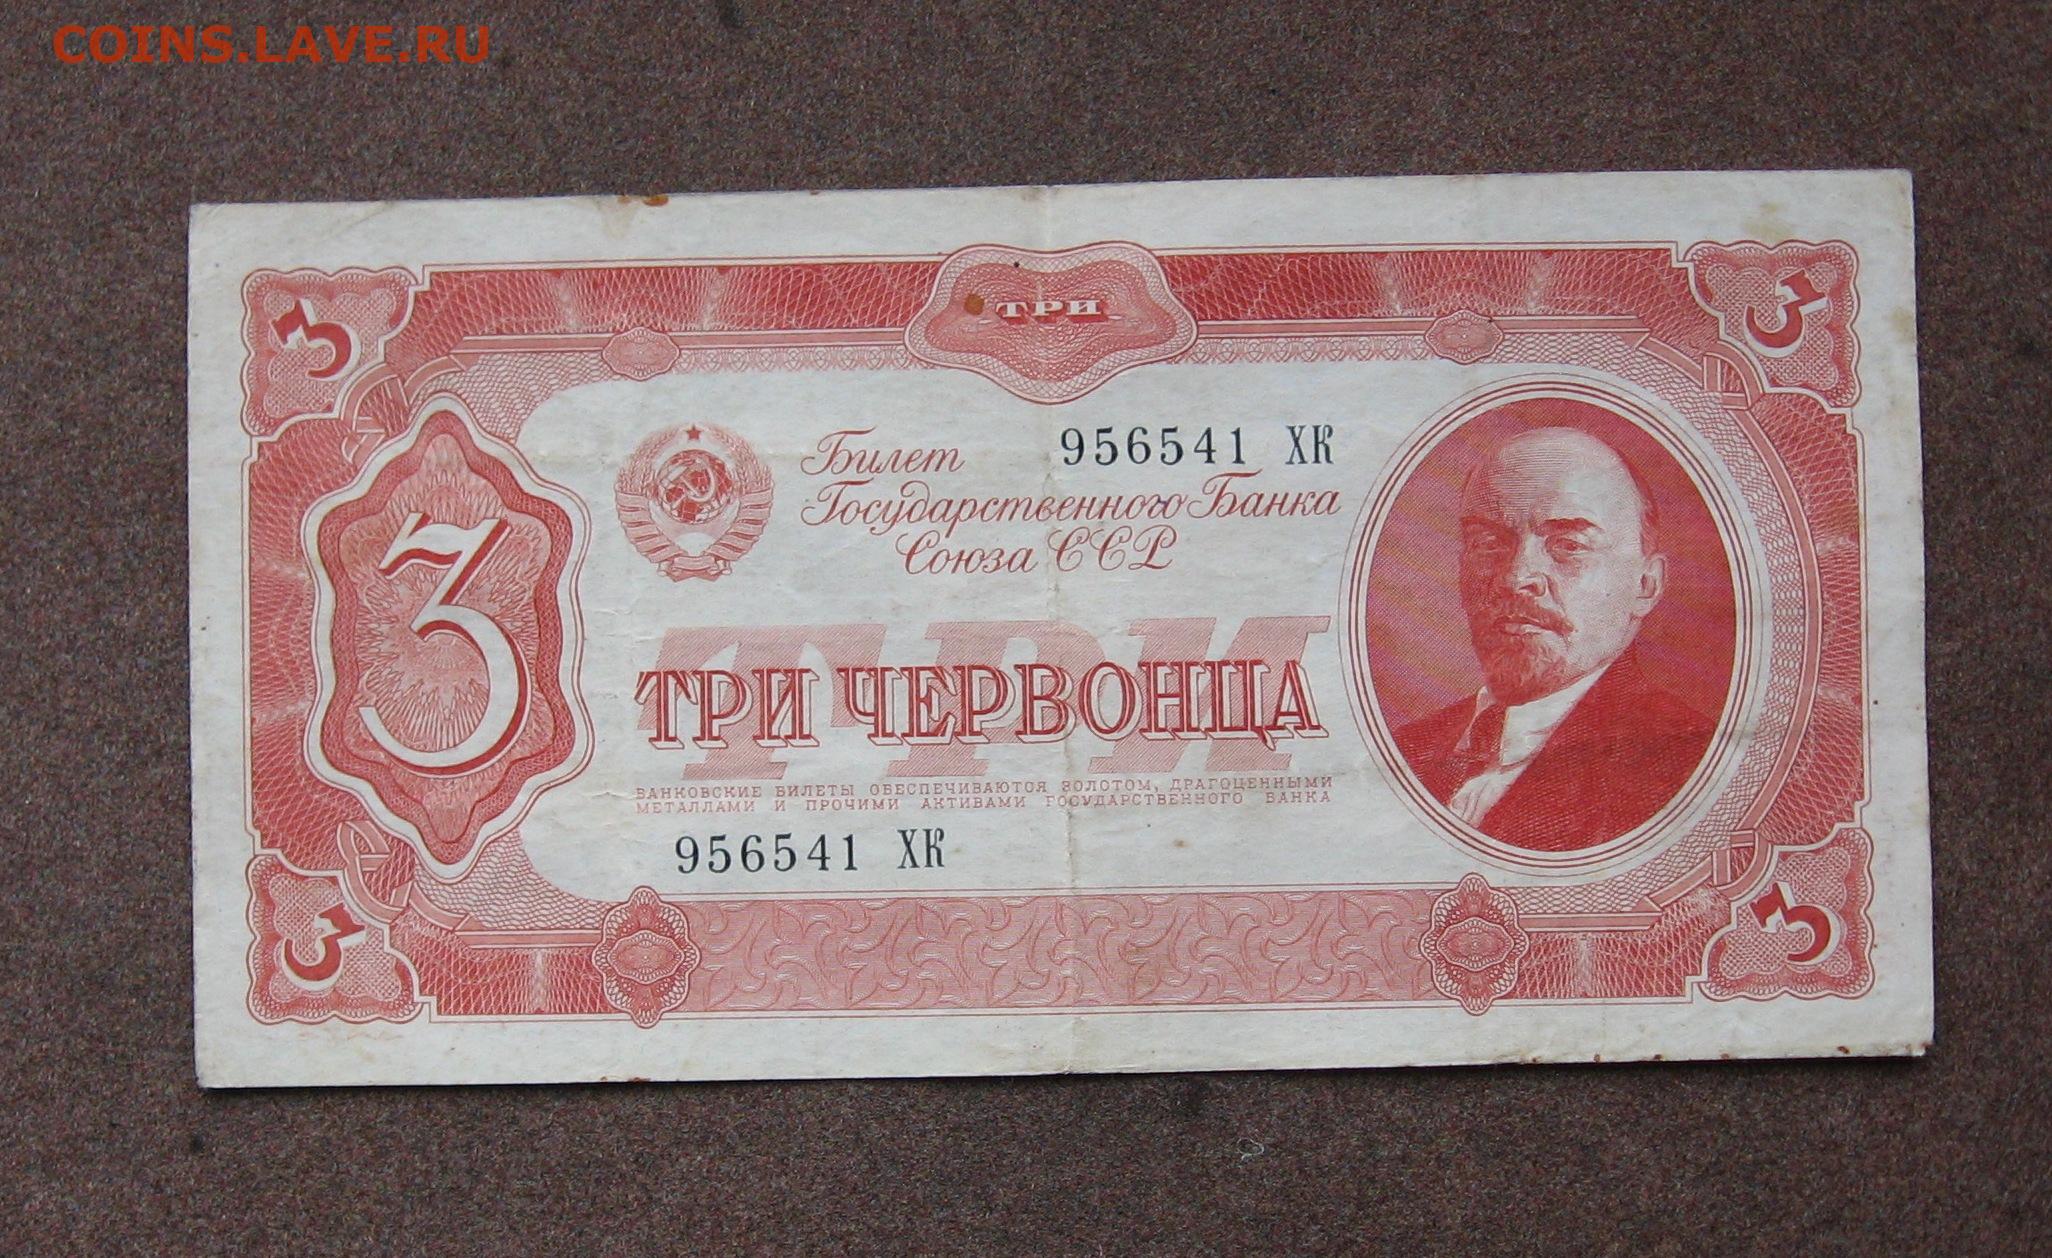 COINS.LAVE.RU
3
ТРИ
3
3
Билет 956541 ХК
Государственного Банка
Союза ССР
ТРИ
ТРИ ЧЕРВОНЦА
БАНКОВСКИЕ БИЛЕТЫ ОБЕСПЕЧИВАЮТСЯ ЗОЛОТОМ, ДРАГОЦЕННЫМИ
МЕТАЛЛАМИ И ПРОЧИМИ АКТИВАМИ ГОСУДАРСТВЕННОГО БАНКА
956541 ХК
3
3